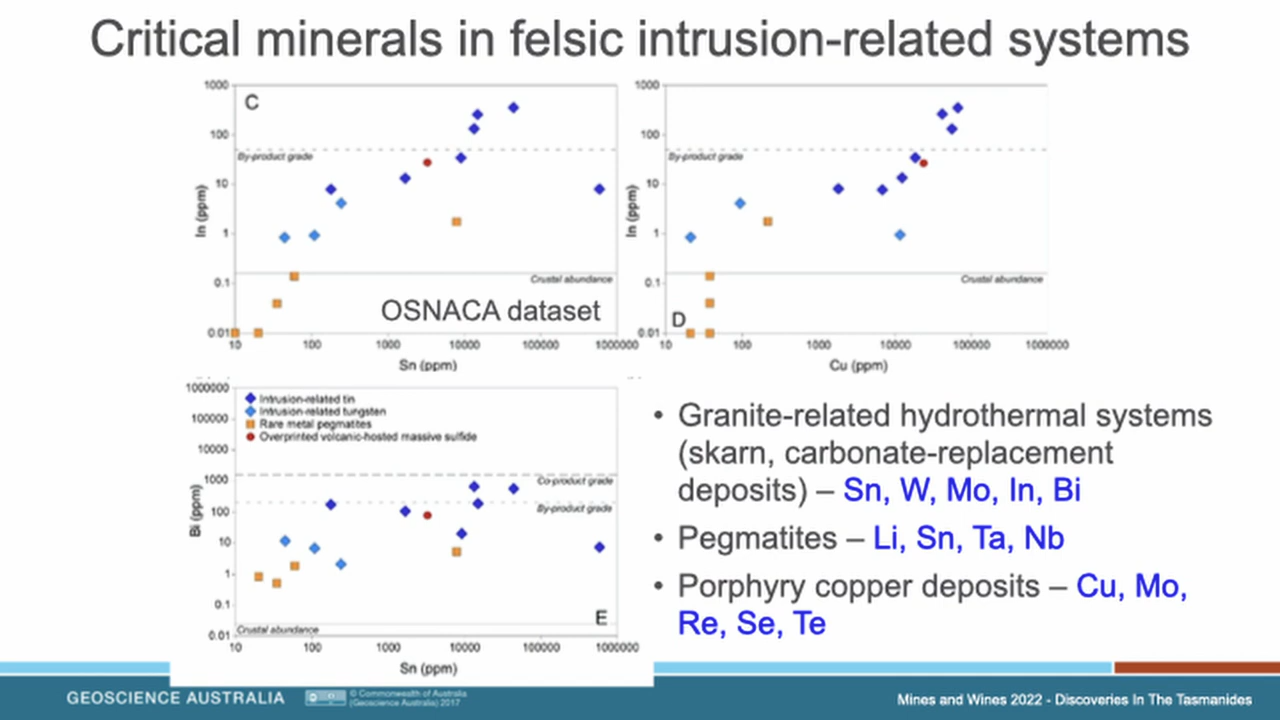 Critical minerals in felsic intrusion-related systems
C
1000
100
10
1
0.1
0.01
In (ppm)
By-product grade
Crustal abundance
OSNACA dataset
10 100 1000 10000 100000 1000000
Sn (ppm)
1000
100
10
1
0.1
0.01
In (ppm)
By-product grade
Crustal abundance
D
10 100 1000 10000 100000 1000000
Cu (ppm)
1000000
100000
10000
1000
100
10
1
0.1
0.01
Bi (ppm)
Intrusion-related tin
Intrusion-related tungsten
Rare metal pegmatites
Overprinted volcanic-hosted massive sulfide
Co-product grade
By-product grade
E
Crustal abundance
10 100 1000 10000 100000 1000000
Sn (ppm)
• Granite-related hydrothermal systems
(skarn, carbonate-replacement
deposits) – Sn, W, Mo, In, Bi
• Pegmatites – Li, Sn, Ta, Nb
• Porphyry copper deposits – Cu, Mo,
Re, Se, Te
GEOSCIENCE AUSTRALIA
© Commonwealth of Australia
(Geoscience Australia) 2017
Mines and Wines 2022 - Discoveries In The Tasmanides